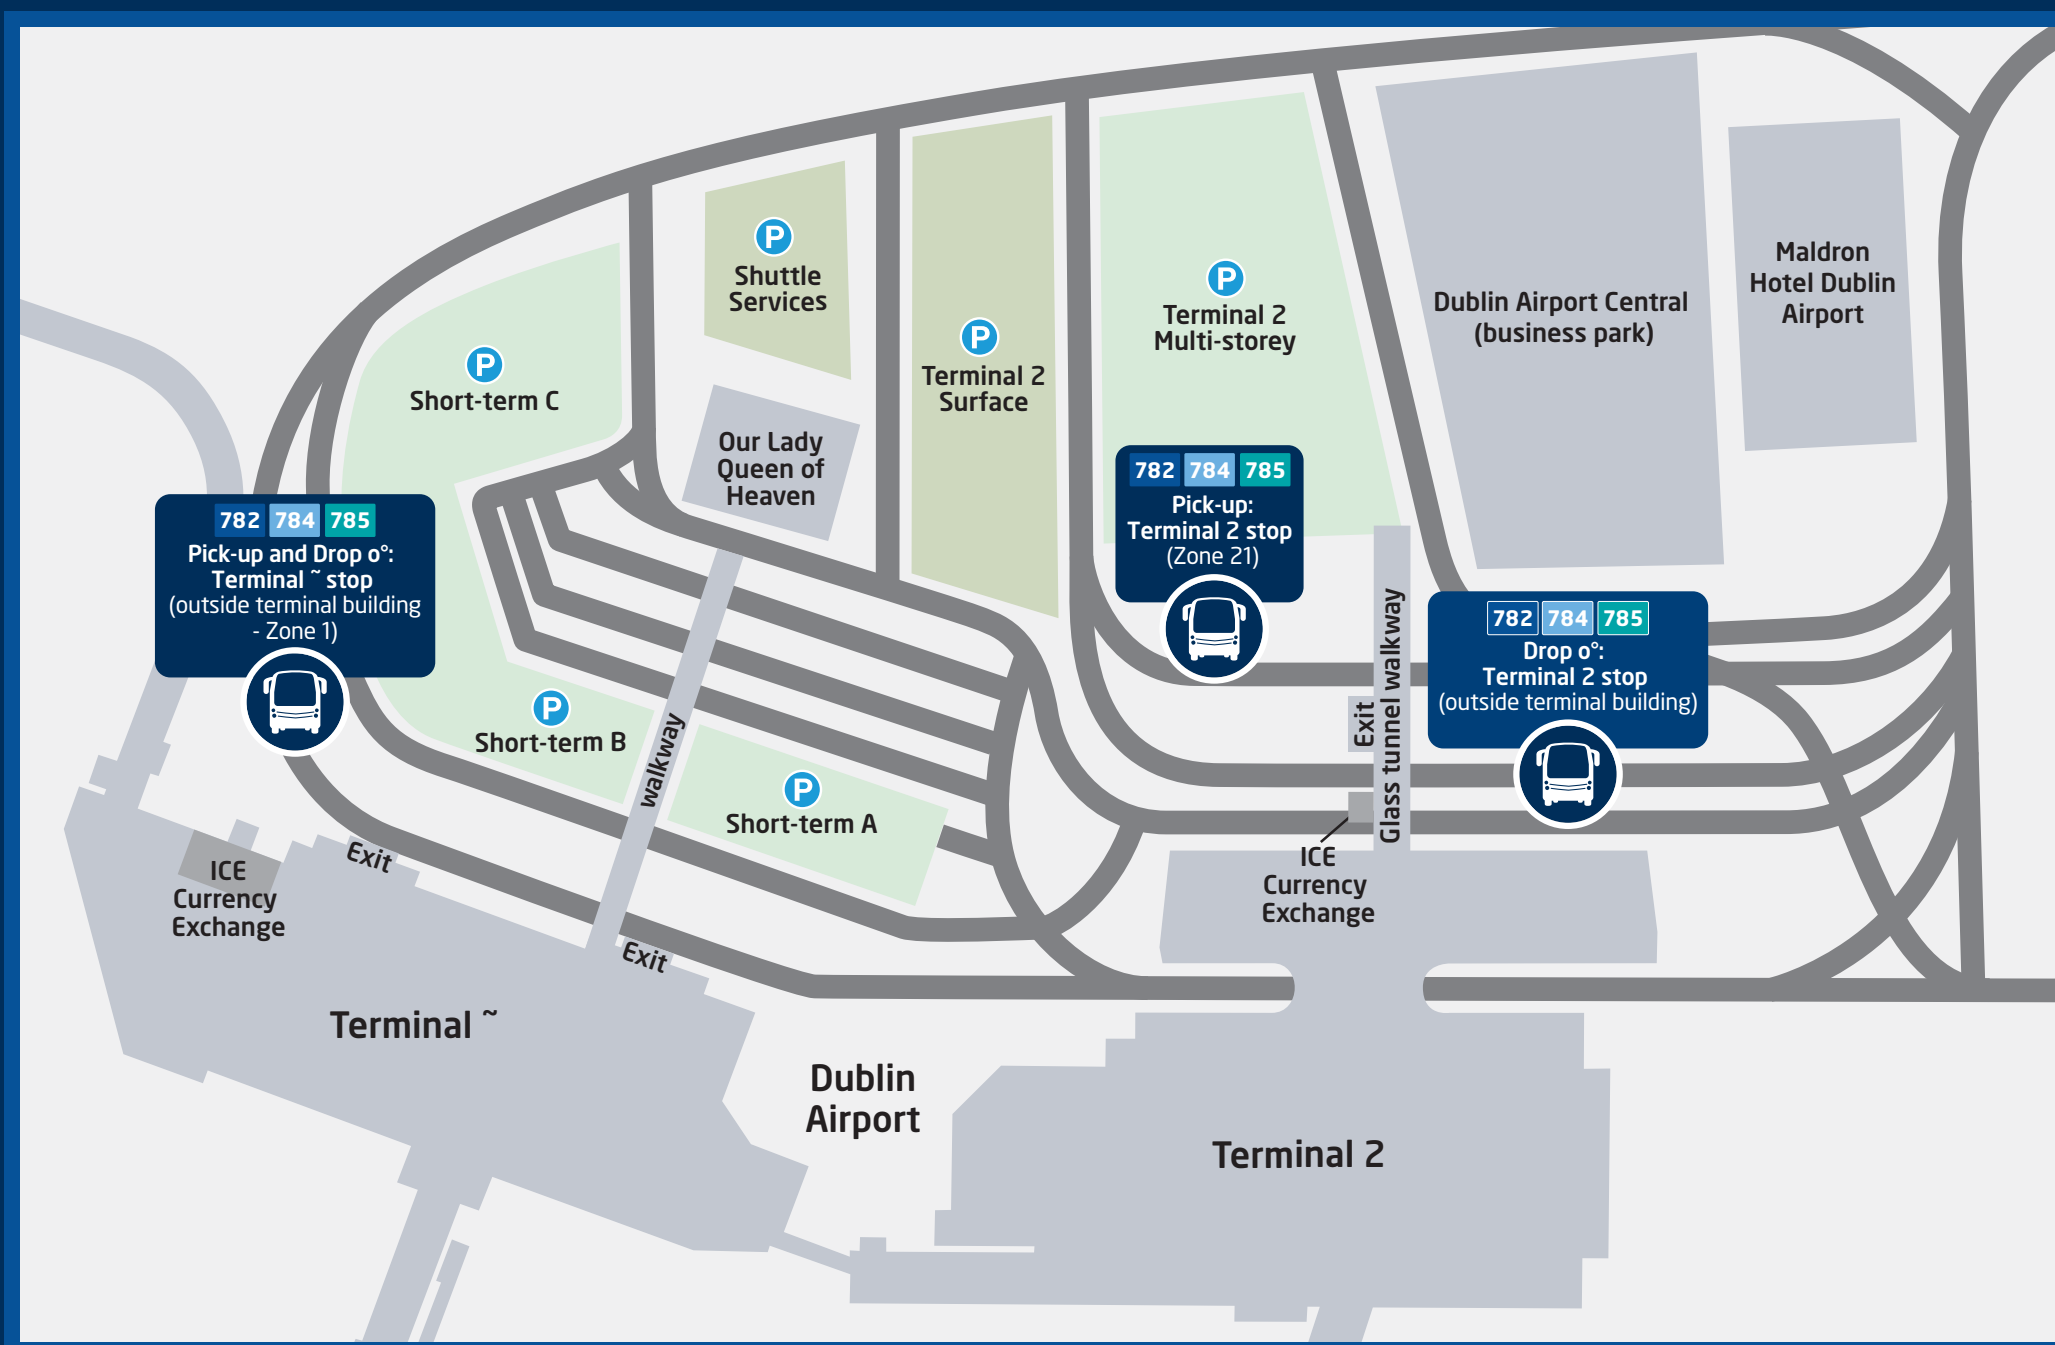 P
Shuttle
Services
P
Short-term C
P
Terminal 2
Surface
P
Terminal 2
Multi-storey
Dublin Airport Central
(business park)
Maldron
Hotel Dublin
Airport
Our Lady
Queen of
Heaven
782 784 785
Pick-up and Drop o°:
Terminal ˜ stop
(outside terminal building
- Zone 1)
782 784 785
Pick-up:
Terminal 2 stop
(Zone 21)
782 784 785
Drop o°:
Terminal 2 stop
(outside terminal building)
P
Short-term B
walkway
P
Short-term A
Exit
Glass tunnel walkway
ICE
Currency
Exchange
Exit
Exit
ICE
Currency
Exchange
Terminal ˜
Dublin
Airport
Terminal 2